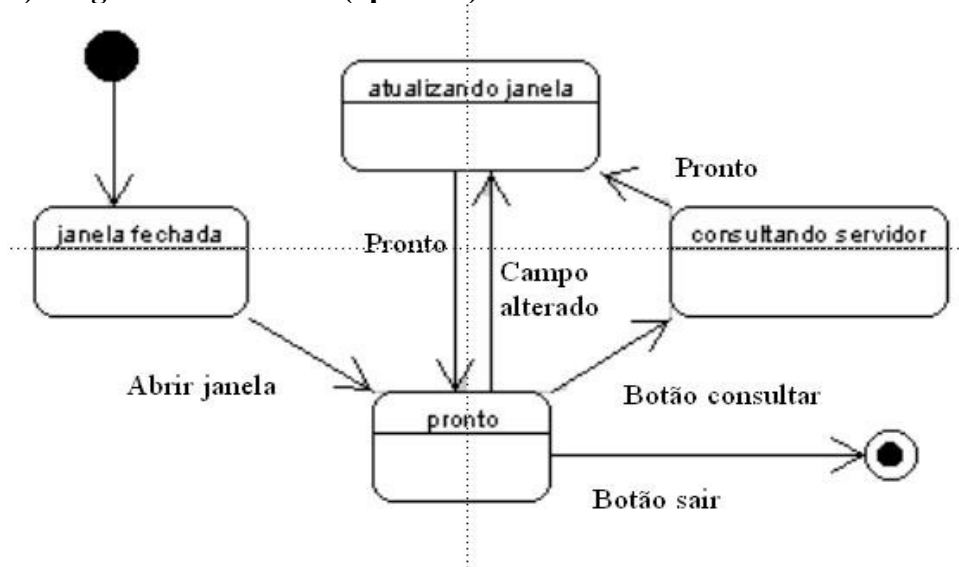 atualizando janela
Pronto
janela fechada
consultando servidor
Pronto
Campo
alterado
Abrir janela
Botão consultar
pronto
Botão sair